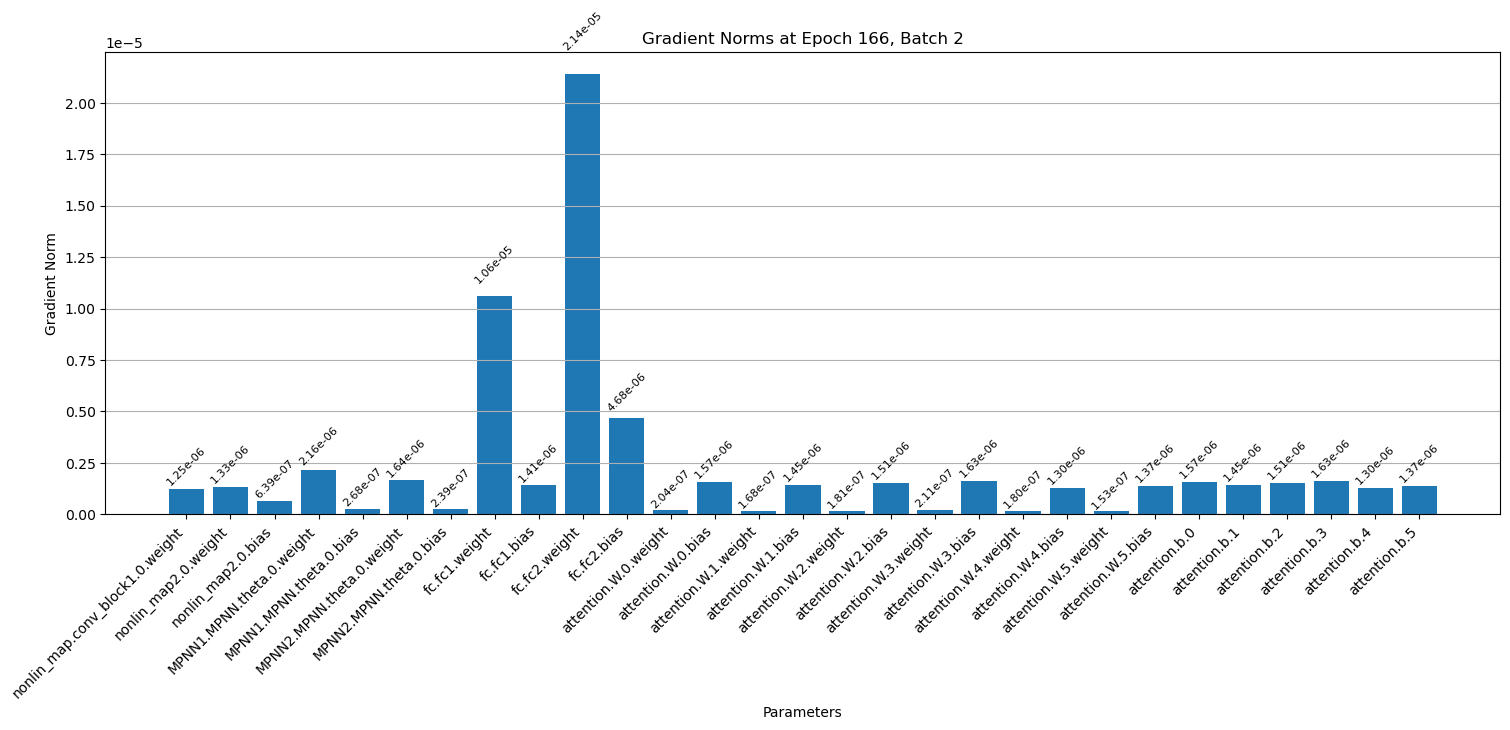 Gradient Norms at Epoch 166, Batch 2
1e−5
2.00
1.75
1.50
1.25
1.00
0.75
0.50
0.25
0.00
Gradient Norm
1.25e-06
1.33e-06
6.39e-07
2.16e-06
2.68e-07
1.64e-06
2.39e-07
1.06e-05
1.41e-06
2.14e-05
4.68e-06
2.04e-07
1.57e-06
1.68e-07
1.45e-06
1.81e-07
1.51e-06
2.11e-07
1.63e-06
1.80e-07
1.30e-06
1.53e-07
1.37e-06
1.57e-06
1.45e-06
1.51e-06
1.63e-06
1.30e-06
1.37e-06
nonlin_map.conv_block1.0.weight
nonlin_map2.0.weight
nonlin_map2.0.bias
MPNN1.MPNN.theta.0.weight
MPNN1.MPNN.theta.0.bias
MPNN2.MPNN.theta.0.weight
MPNN2.MPNN.theta.0.bias
fc.fc1.weight
fc.fc1.bias
fc.fc2.weight
fc.fc2.bias
attention.W.0.weight
attention.W.0.bias
attention.W.1.weight
attention.W.1.bias
attention.W.2.weight
attention.W.2.bias
attention.W.3.weight
attention.W.3.bias
attention.W.4.weight
attention.W.4.bias
attention.W.5.weight
attention.W.5.bias
attention.b.0
attention.b.1
attention.b.2
attention.b.3
attention.b.4
attention.b.5
Parameters